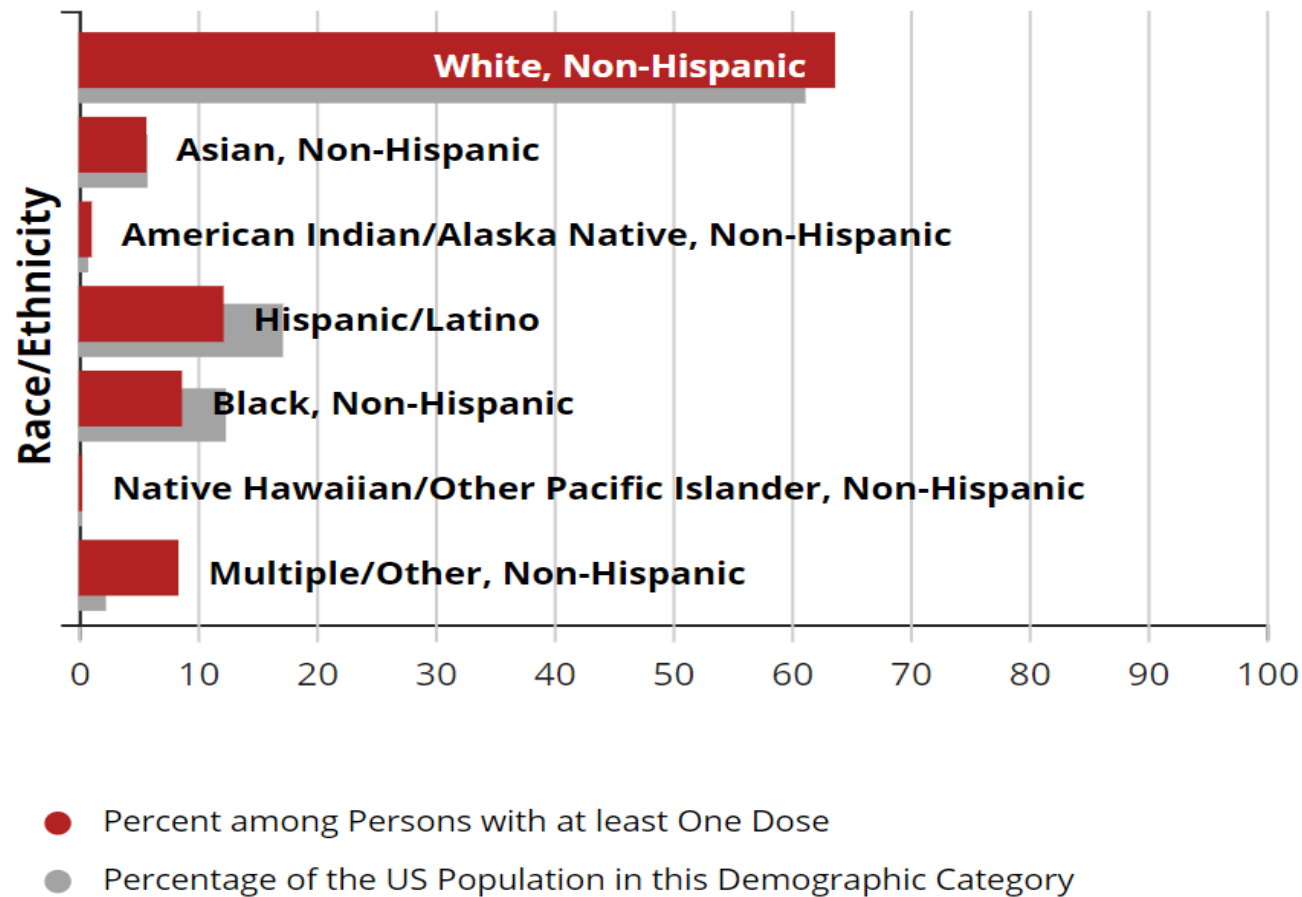 Race/Ethnicity
White, Non-Hispanic
Asian, Non-Hispanic
American Indian/Alaska Native, Non-Hispanic
Hispanic/Latino
Black, Non-Hispanic
Native Hawaiian/Other Pacific Islander, Non-Hispanic
Multiple/Other, Non-Hispanic
0 10 20 30 40 50 60 70 80 90 100
Percent among Persons with at least One Dose
Percentage of the US Population in this Demographic Category